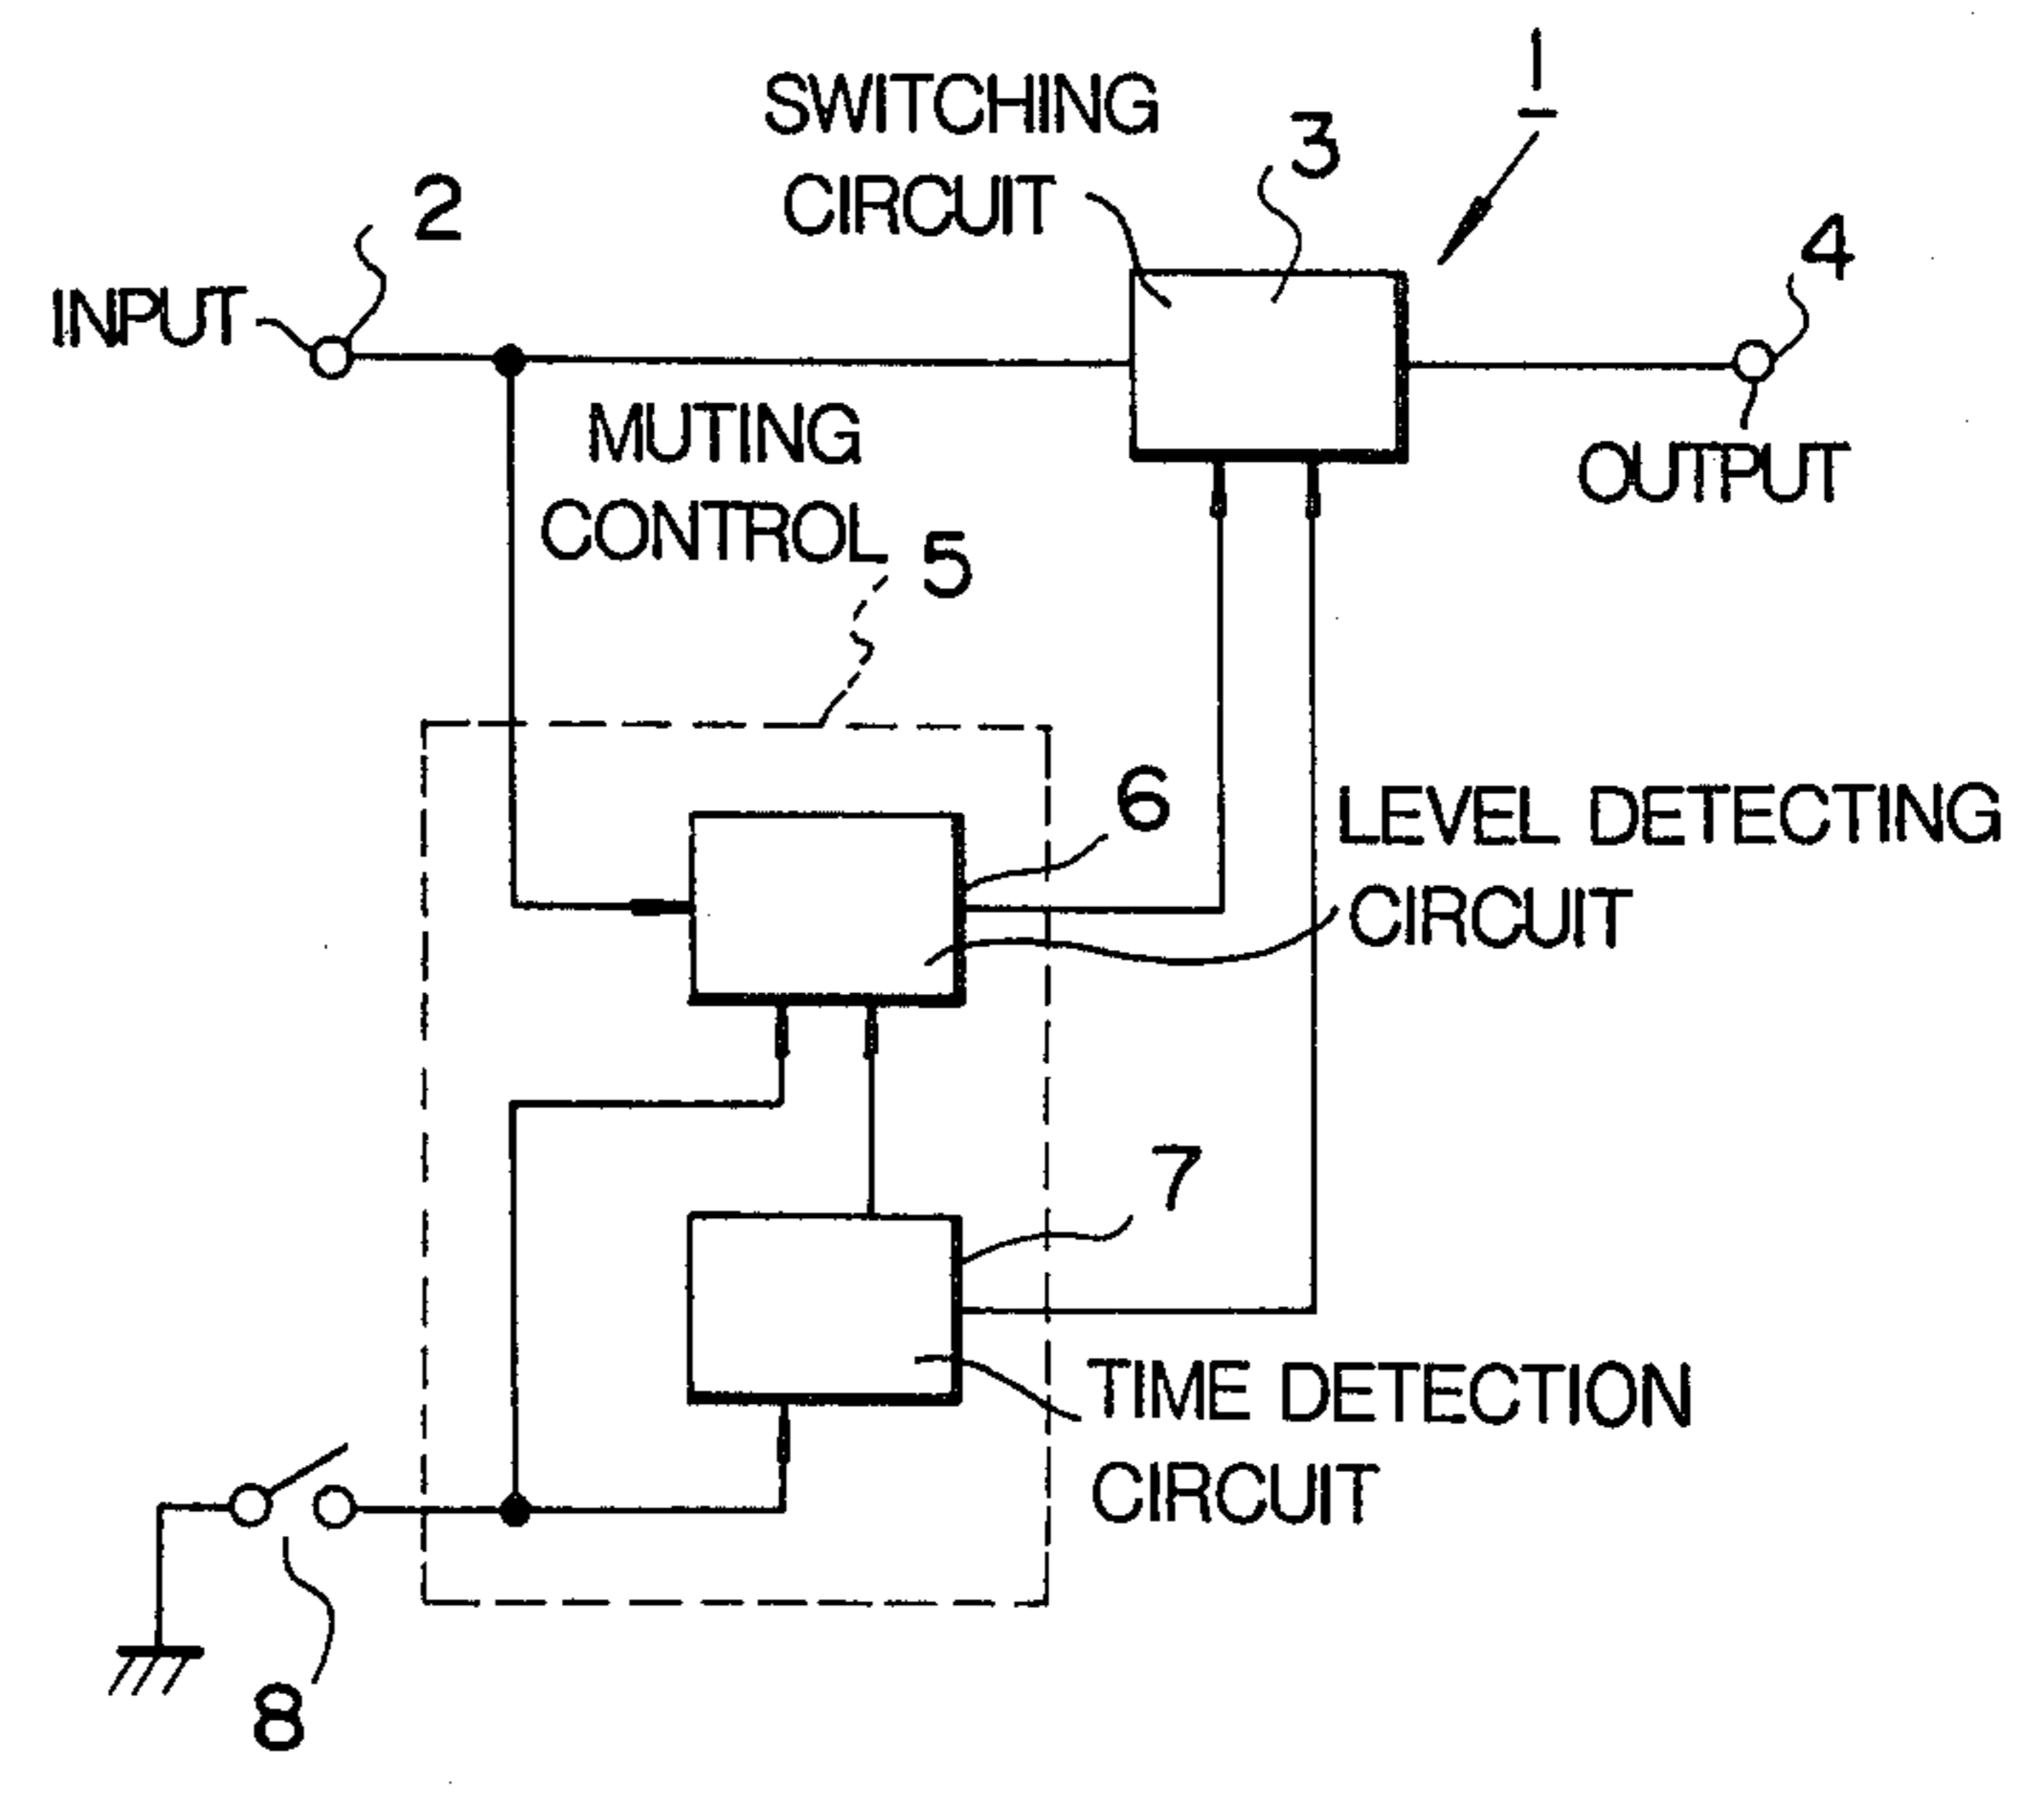 1
SWITCHING
CIRCUIT
3
2
4
INPUT
MUTING
CONTROL
5
OUTPUT
6
LEVEL DETECTING
CIRCUIT
7
TIME DETECTION
CIRCUIT
8